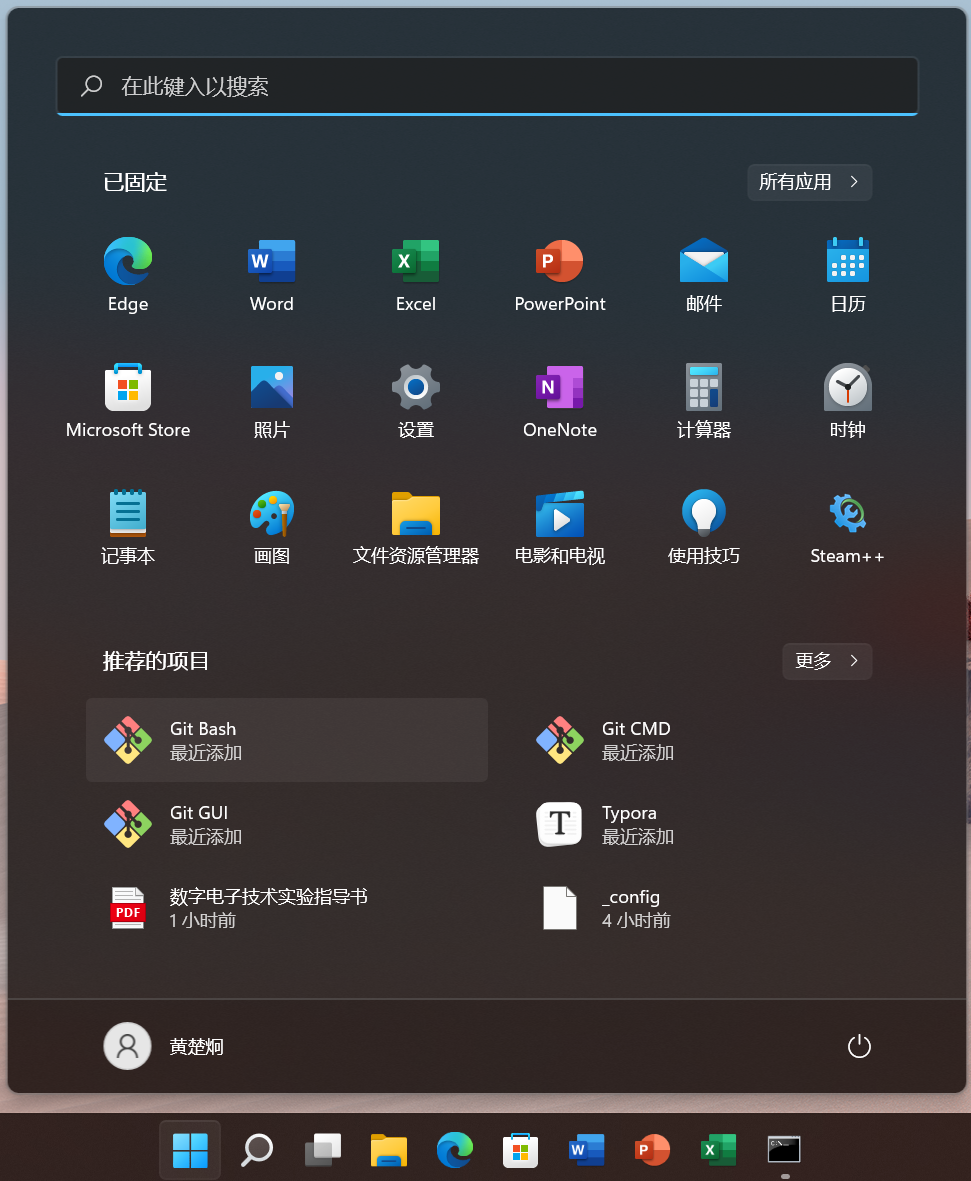 在此键入以搜索
已固定
所有应用
Edge
Word
Excel
PowerPoint
邮件
日历
Microsoft Store
照片
设置
OneNote
计算器
时钟
记事本
画图
文件资源管理器
电影和电视
使用技巧
Steam++
推荐的项目
更多
Git Bash
最近添加
Git CMD
最近添加
Git GUI
最近添加
Typora
最近添加
PDF
数字电子技术实验指导书
1 小时前
_config
4 小时前
黄楚炯